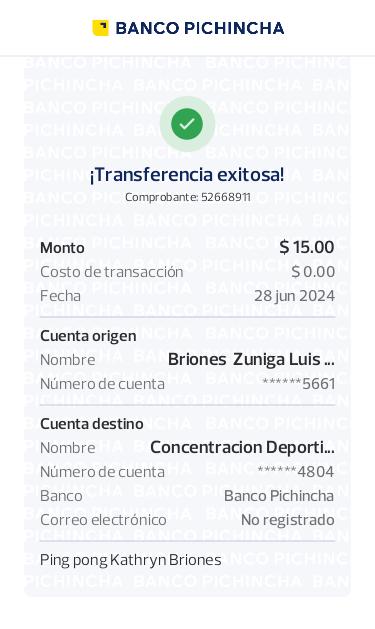 BANCO PICHINCHA
¡Transferencia exitosa!
Comprobante: 52668911
Monto $ 15.00
Costo de transacción $ 0.00
Fecha 28 jun 2024
Cuenta origen
Nombre Briones Zuniga Luis ...
Número de cuenta ******5661
Cuenta destino
Nombre Concentracion Deporti...
Número de cuenta ******4804
Banco Banco Pichincha
Correo electrónico No registrado
Ping pong Kathryn Briones